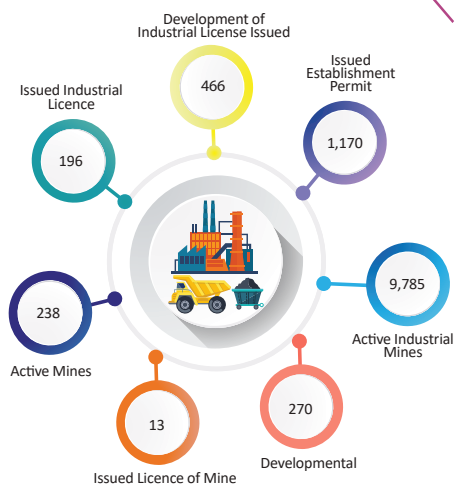 Development of
Industrial License Issued
466
Issued
Establishment
Permit
1,170
Issued Industrial
Licence
196
9,785
Active Industrial
Mines
238
Active Mines
270
Developmental
13
Issued Licence of Mine